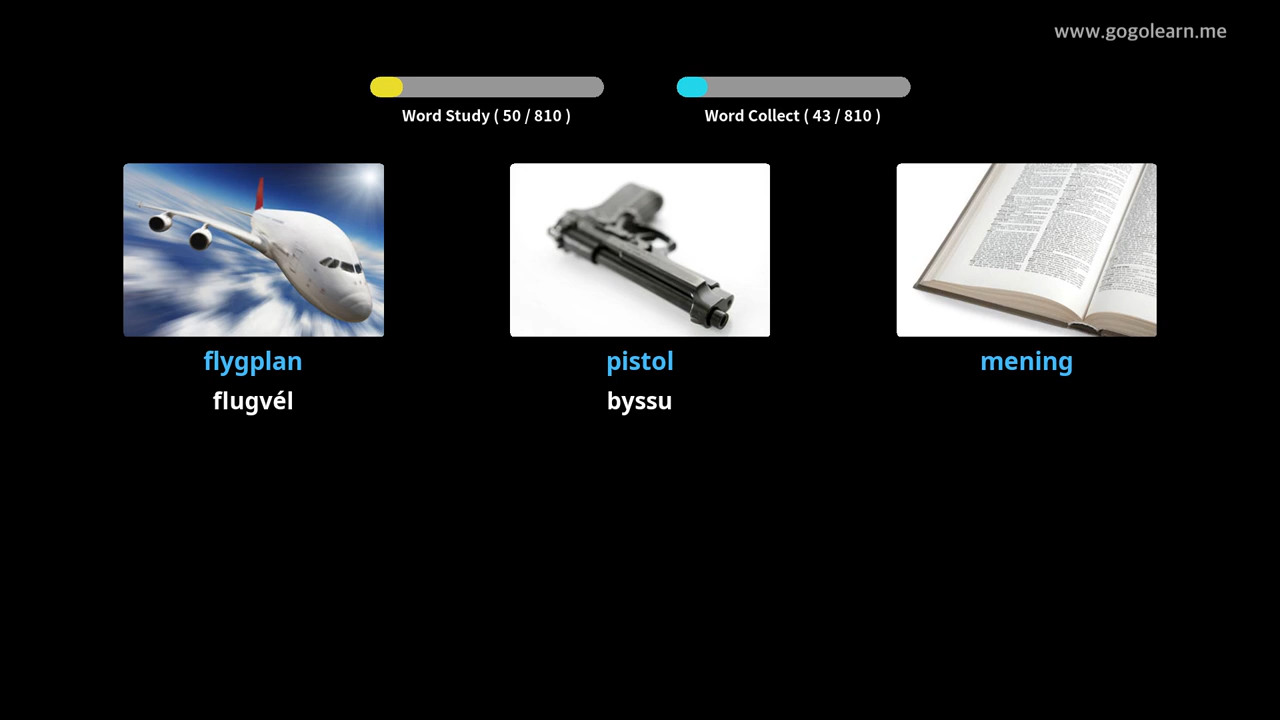 www.gogolearn.me
Word Study ( 50 / 810 )
Word Collect ( 43 / 810 )
flygplan
pistol
mening
flugvél
byssu